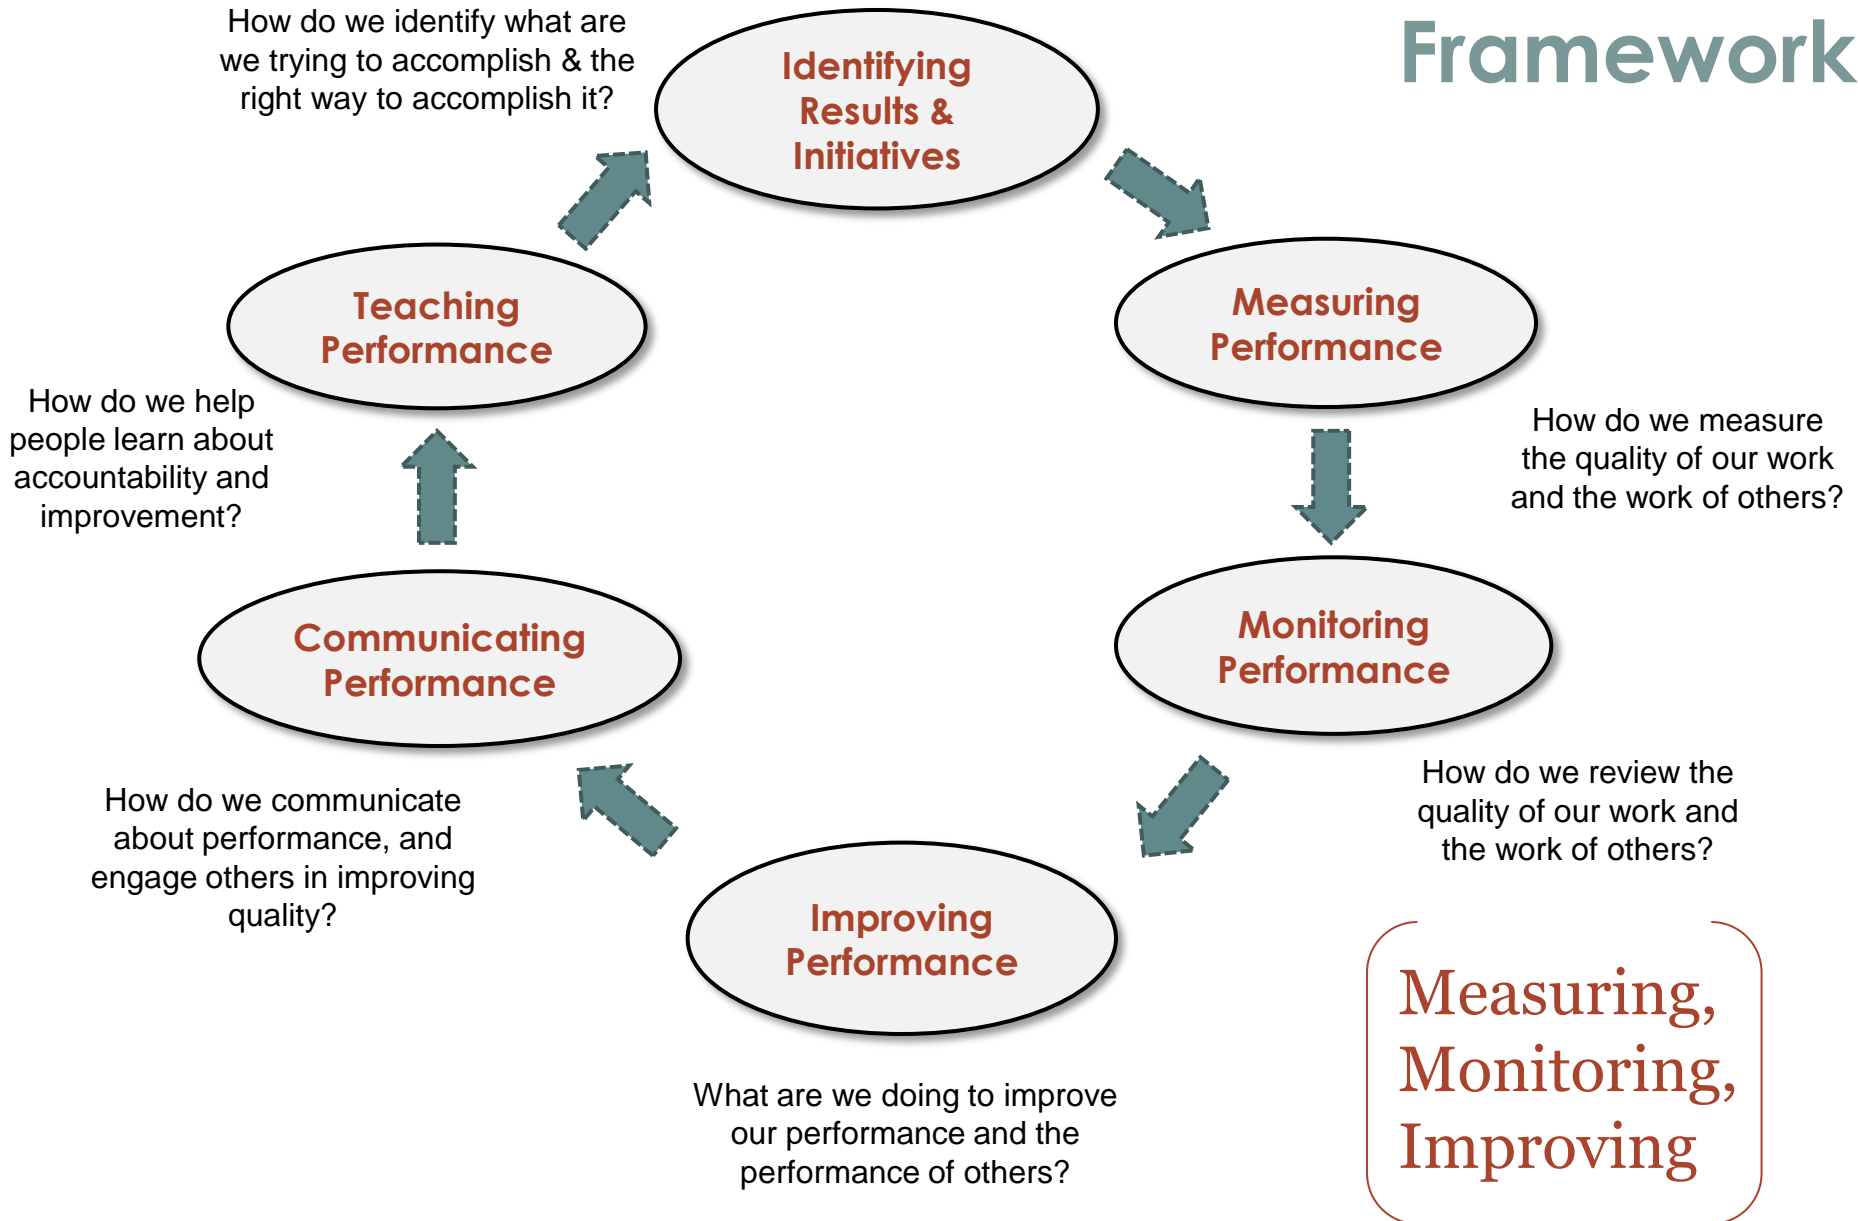 Framework
How do we identify what are
we trying to accomplish & the
right way to accomplish it?
Identifying
Results &
Initiatives
Measuring
Performance
How do we measure
the quality of our work
and the work of others?
Monitoring
Performance
How do we review the
quality of our work and
the work of others?
Improving
Performance
What are we doing to improve
our performance and the
performance of others?
Communicating
Performance
How do we communicate
about performance, and
engage others in improving
quality?
Teaching
Performance
How do we help
people learn about
accountability and
improvement?
Measuring,
Monitoring,
Improving